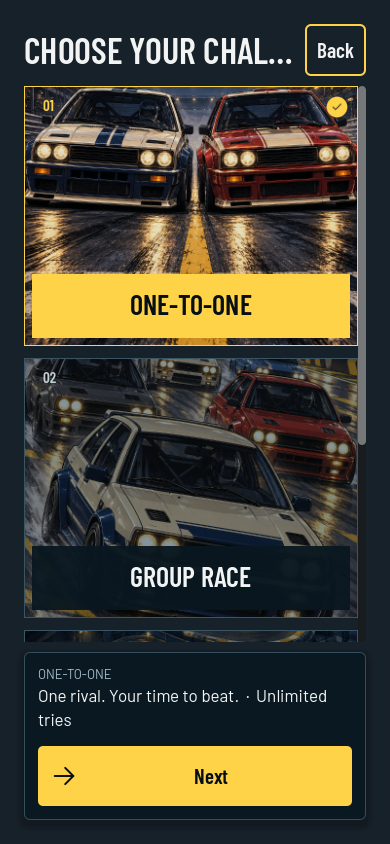 CHOOSE YOUR CHAL...
Back
01
ONE-TO-ONE
02
GROUP RACE
ONE-TO-ONE
One rival. Your time to beat. · Unlimited
tries
Next